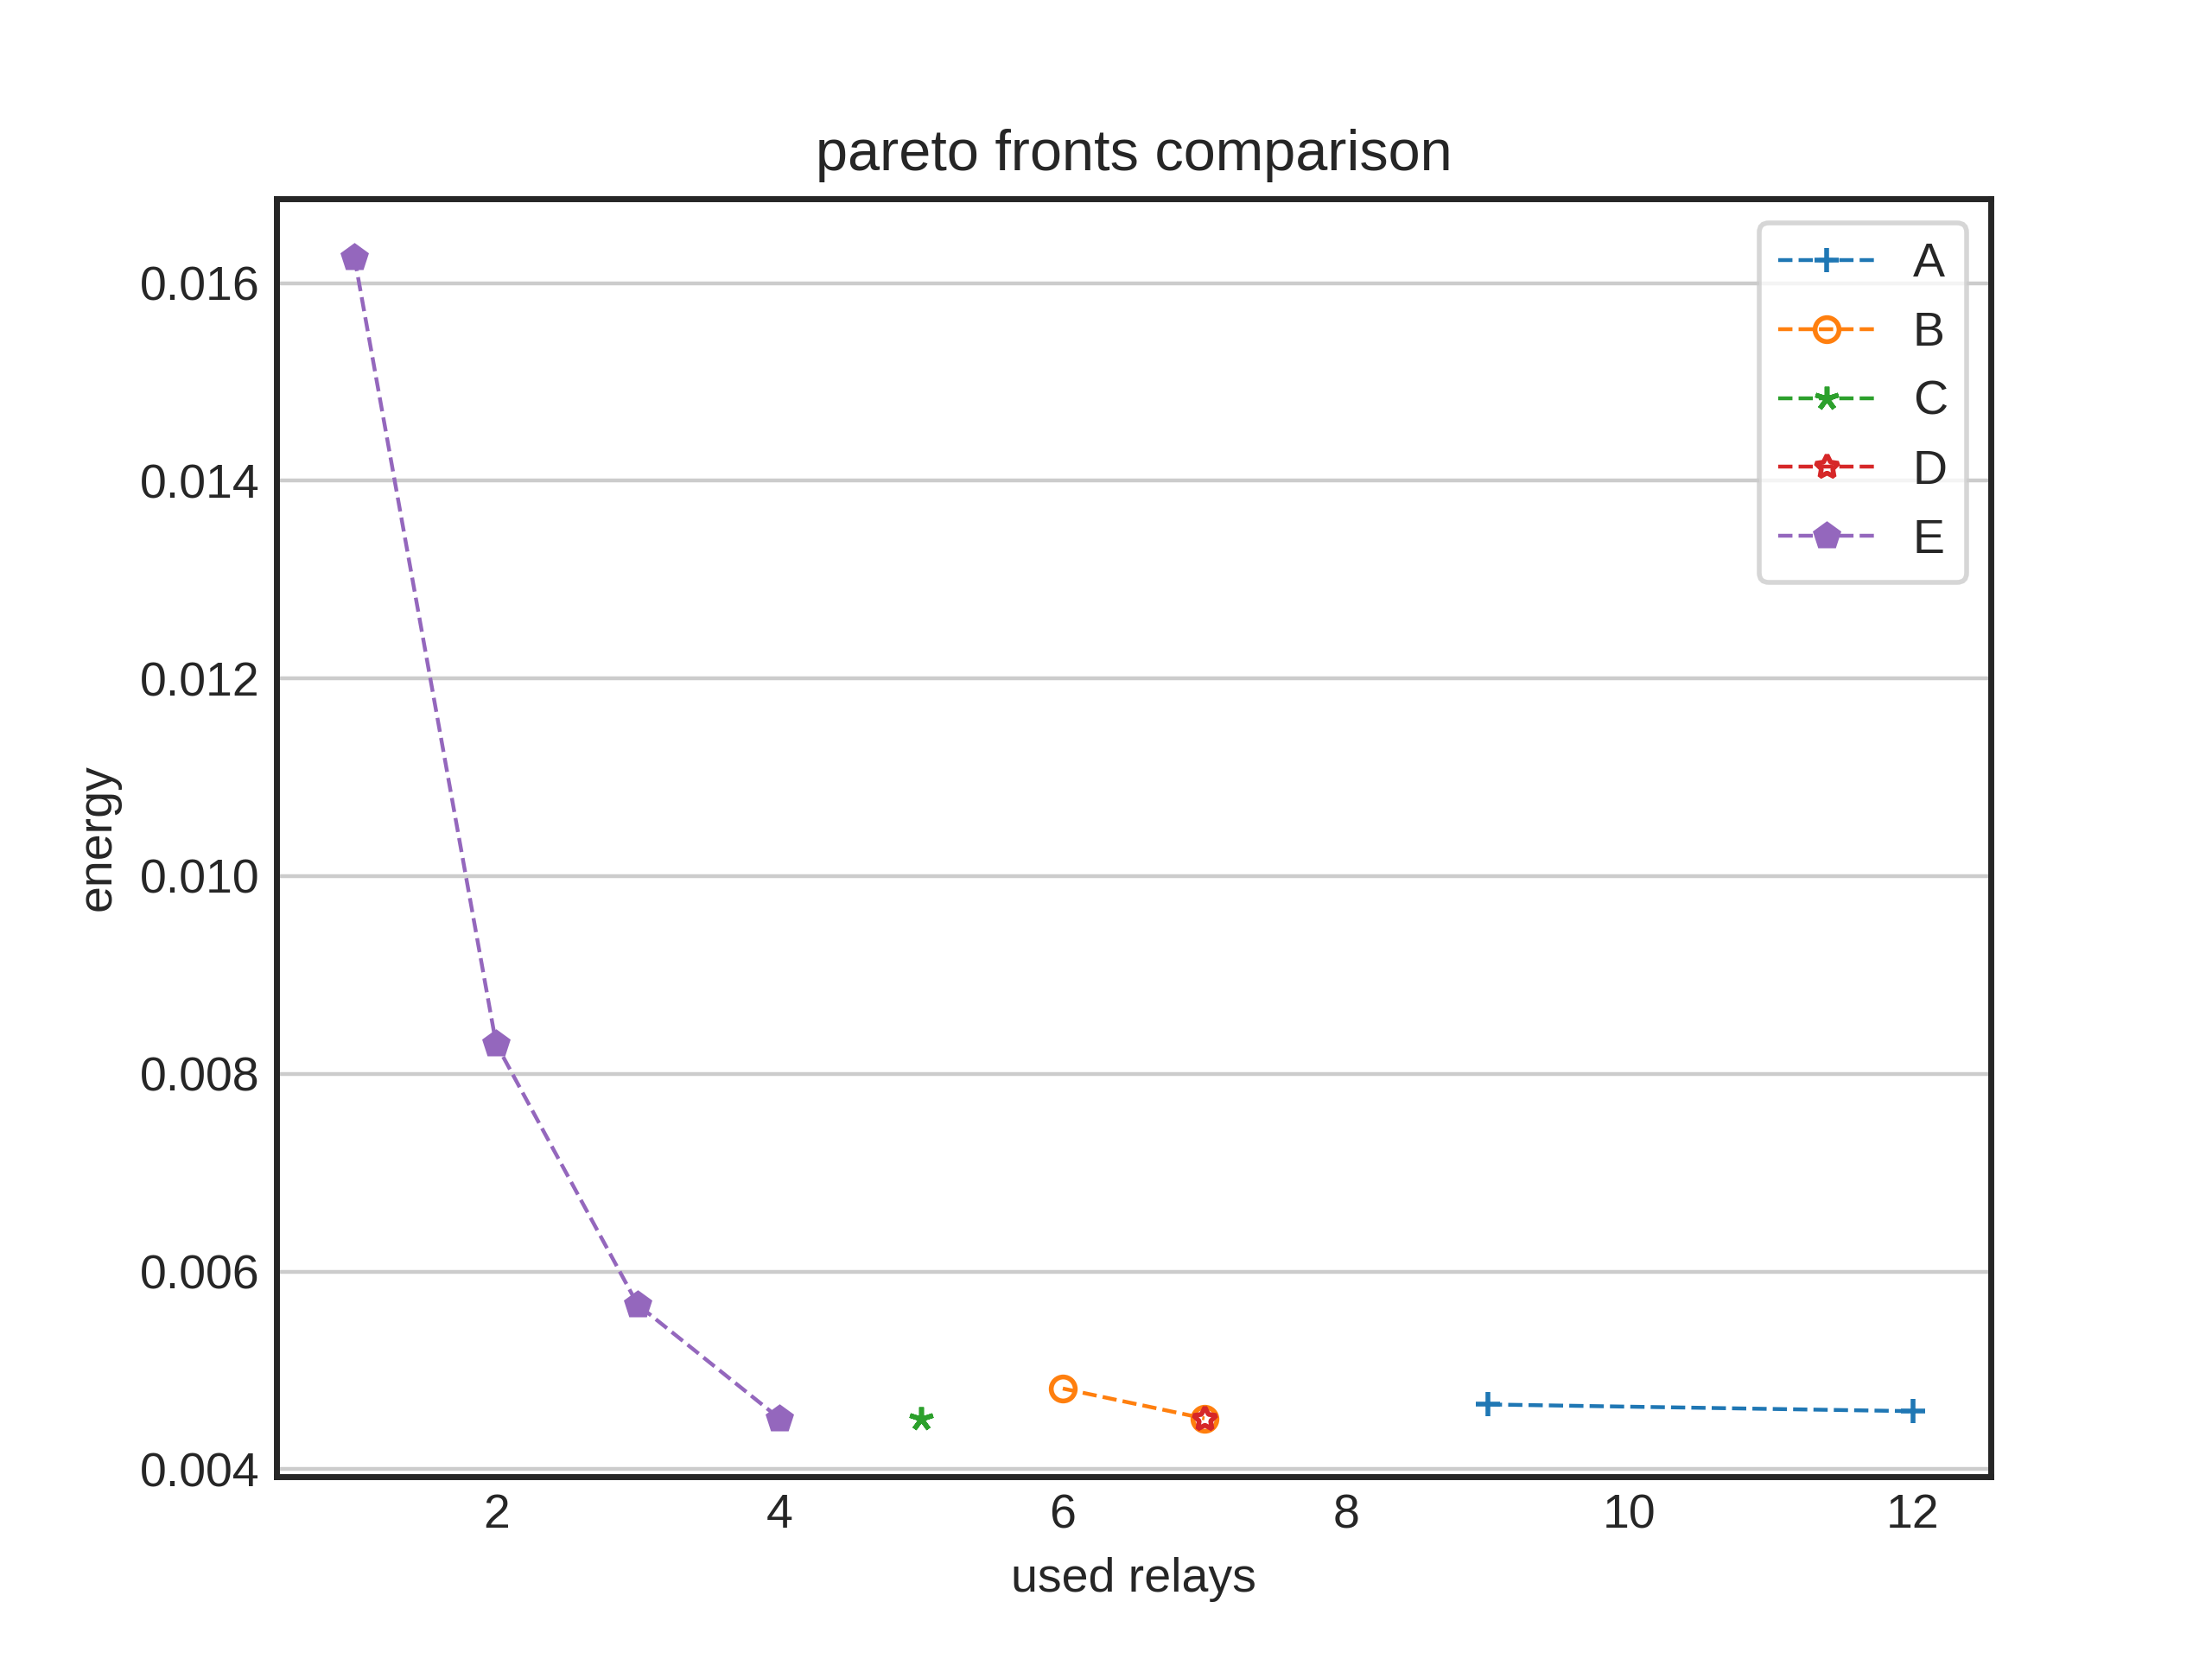 pareto fronts comparison
A
B
C
D
E
0.016
0.014
0.012
0.010
0.008
0.006
0.004
energy
2 4 6 8 10 12
used relays